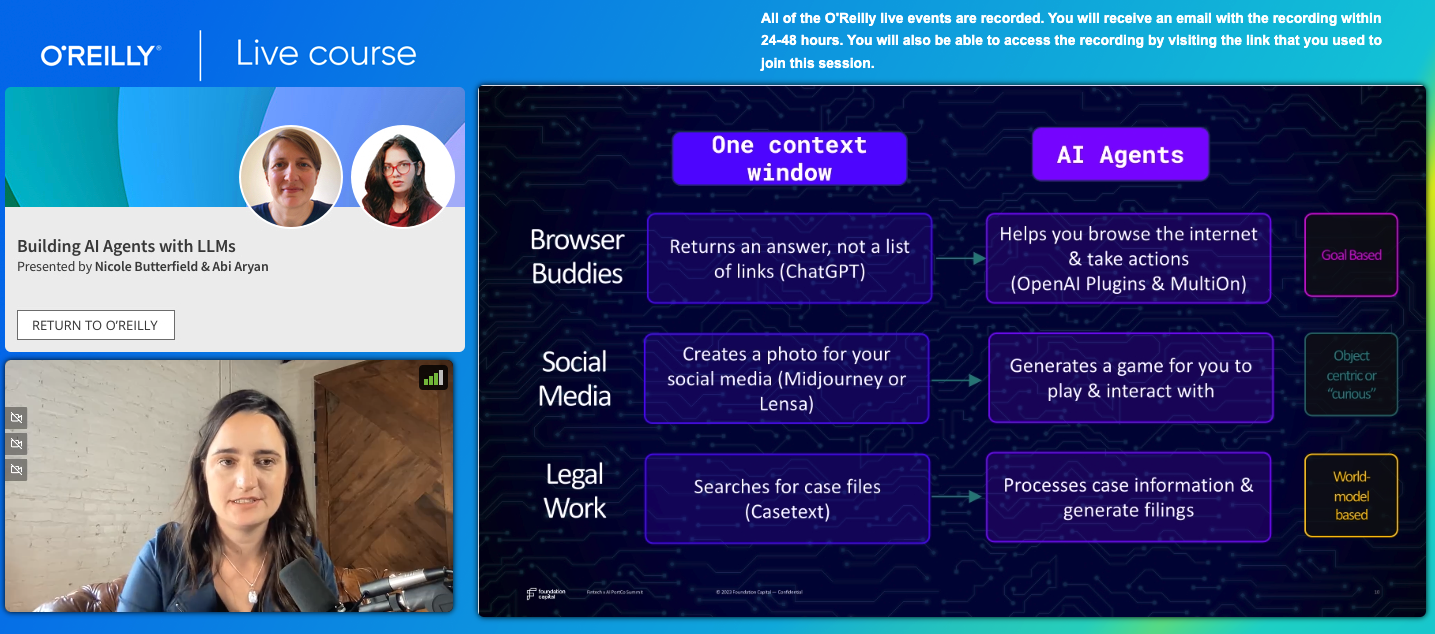 O'REILLY®
Live course
All of the O'Reilly live events are recorded. You will receive an email with the recording within
24-48 hours. You will also be able to access the recording by visiting the link that you used to
join this session.
Building AI Agents with LLMs
Presented by Nicole Butterfield & Abi Aryan
RETURN TO O'REILLY
One context
window
AI Agents
Browser
Buddies
Returns an answer, not a list
of links (ChatGPT)
Helps you browse the internet
& take actions
(OpenAI Plugins & MultiOn)
Goal Based
Social
Media
Creates a photo for your
social media (Midjourney or
Lensa)
Generates a game for you to
play & interact with
Object
centric or
"curious"
Legal
Work
Searches for case files
(Casetext)
Processes case information &
generate filings
World-
model
based
foundation
capital
Fintech x AI PortCo Summit
© 2023 Foundation Capital — Confidential